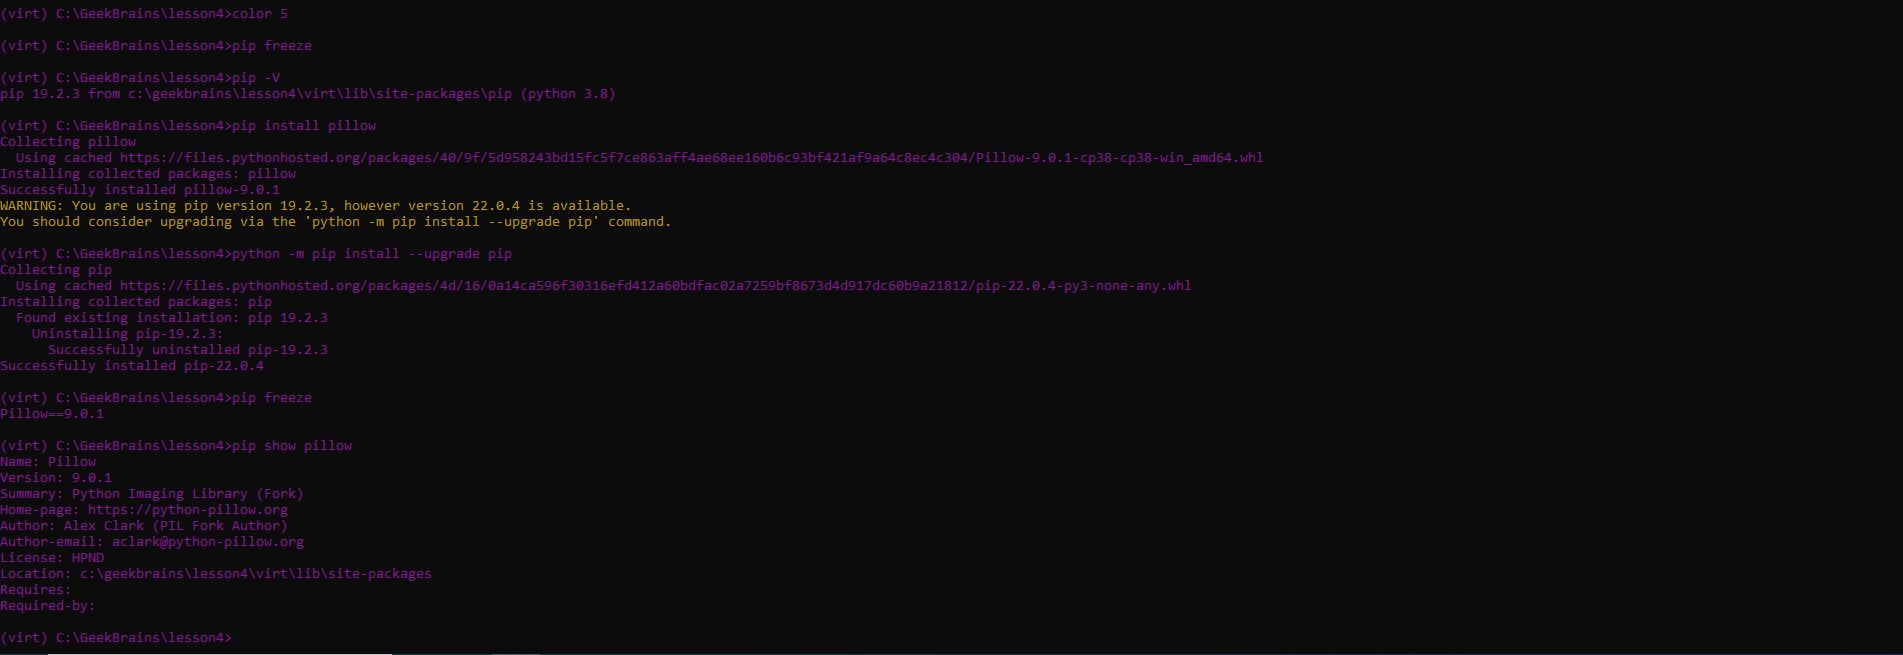 (virt) C:\GeekBrains\lesson4>color 5
(virt) C:\GeekBrains\lesson4>pip freeze
(virt) C:\GeekBrains\lesson4>pip -V
pip 19.2.3 from c:\geekbrains\lesson4\virt\lib\site-packages\pip (python 3.8)
(virt) C:\GeekBrains\lesson4>pip install pillow
Collecting pillow
  Using cached https://files.pythonhosted.org/packages/40/9f/5d958243bd15fc5f7ce863aff4ae68ee160b6c93bf421af9a64c8ec4c304/Pillow-9.0.1-cp38-cp38-win_amd64.whl
Installing collected packages: pillow
Successfully installed pillow-9.0.1
WARNING: You are using pip version 19.2.3, however version 22.0.4 is available.
You should consider upgrading via the 'python -m pip install --upgrade pip' command.
(virt) C:\GeekBrains\lesson4>python -m pip install --upgrade pip
Collecting pip
  Using cached https://files.pythonhosted.org/packages/4d/16/0a14ca596f30316efd412a60bdfac02a7259bf8673d4d917dc60b9a21812/pip-22.0.4-py3-none-any.whl
Installing collected packages: pip
  Found existing installation: pip 19.2.3
    Uninstalling pip-19.2.3:
      Successfully uninstalled pip-19.2.3
Successfully installed pip-22.0.4
(virt) C:\GeekBrains\lesson4>pip freeze
Pillow==9.0.1
(virt) C:\GeekBrains\lesson4>pip show pillow
Name: Pillow
Version: 9.0.1
Summary: Python Imaging Library (Fork)
Home-page: https://python-pillow.org
Author: Alex Clark (PIL Fork Author)
Author-email: aclark@python-pillow.org
License: HPND
Location: c:\geekbrains\lesson4\virt\lib\site-packages
Requires:
Required-by:
(virt) C:\GeekBrains\lesson4>